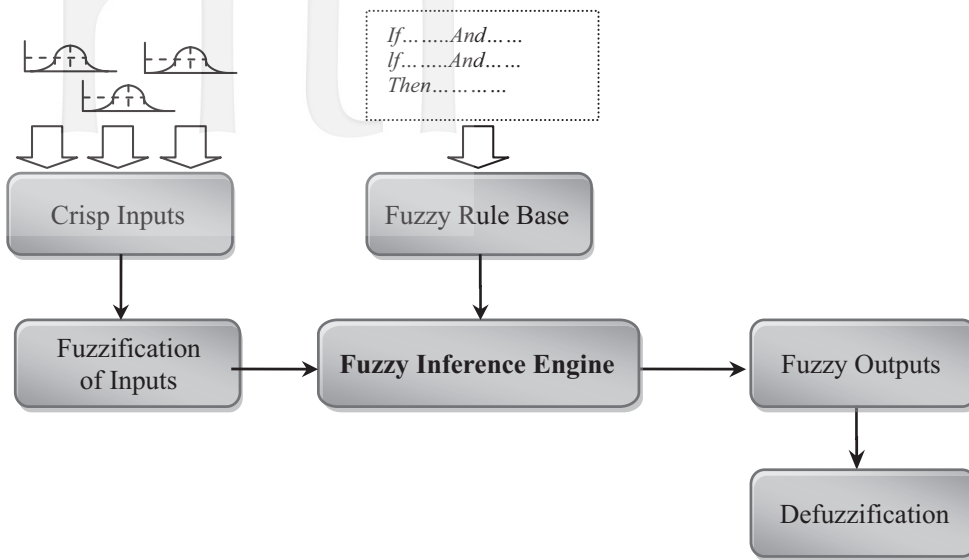 If……..And……
If……..And……
Then…………
Crisp Inputs
Fuzzy Rule Base
Fuzzification
of Inputs
Fuzzy Inference Engine
Fuzzy Outputs
Defuzzification